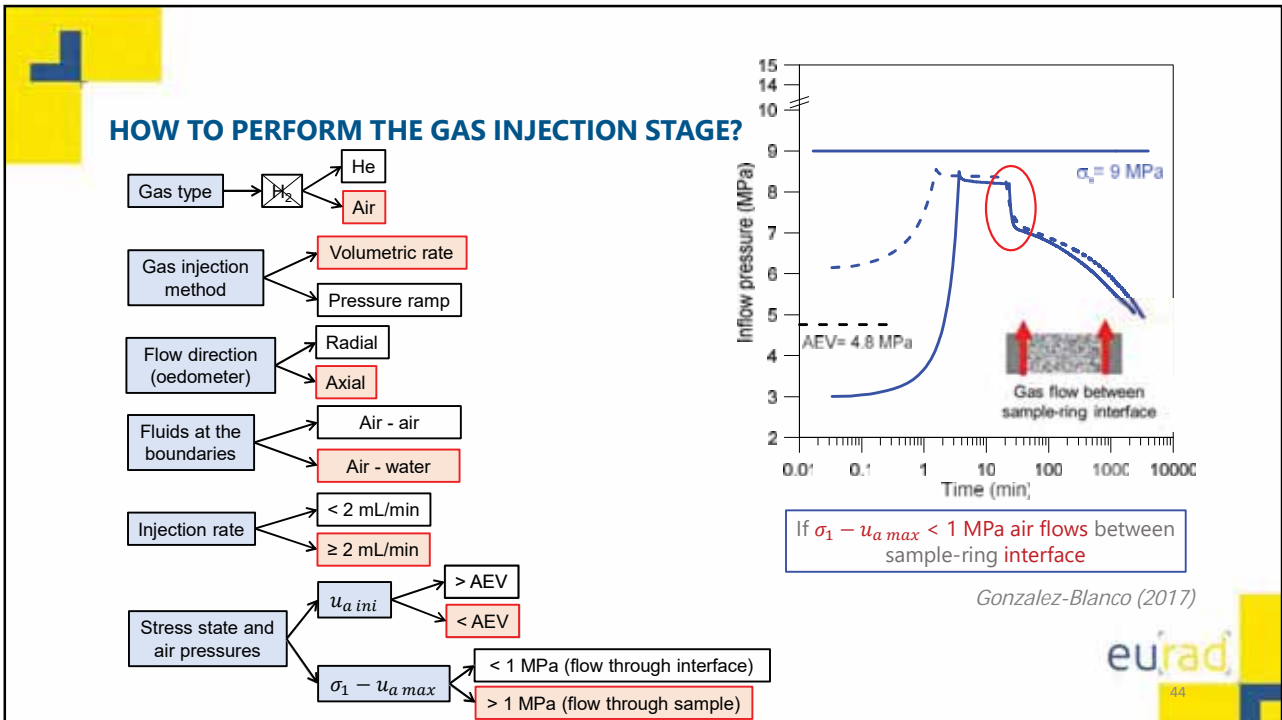 HOW TO PERFORM THE GAS INJECTION STAGE?
Gas type
H₂
He
Air
Gas injection
method
Volumetric rate
Pressure ramp
Flow direction
(oedometer)
Radial
Axial
Fluids at the
boundaries
Air - air
Air - water
Injection rate
< 2 mL/min
≥ 2 mL/min
Stress state and
air pressures
u_{a ini}
> AEV
< AEV
σ₁ − u_{a max}
< 1 MPa (flow through interface)
> 1 MPa (flow through sample)
15
14
10
9
8
7
6
5
4
3
2
Inflow pressure (MPa)
= 9 MPa
AEV= 4.8 MPa
Gas flow between
sample-ring interface
0.01 0.1 1 10 100 1000 10000
Time (min)
If σ₁ − u_{a max} < 1 MPa air flows between
sample-ring interface
Gonzalez-Blanco (2017)
eurad
44